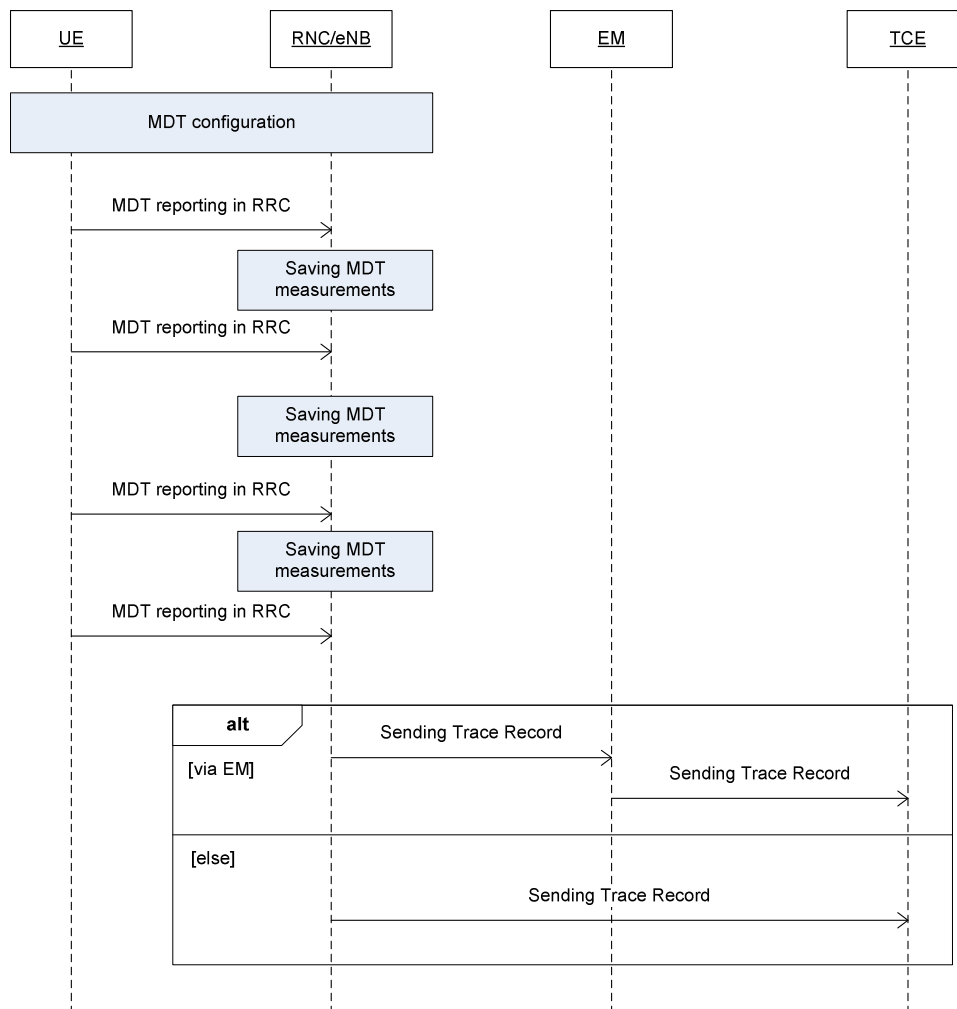 UE
RNC/eNB
EM
TCE
MDT configuration
MDT reporting in RRC
Saving MDT
measurements
MDT reporting in RRC
Saving MDT
measurements
MDT reporting in RRC
Saving MDT
measurements
MDT reporting in RRC
alt
Sending Trace Record
[via EM]
Sending Trace Record
[else]
Sending Trace Record